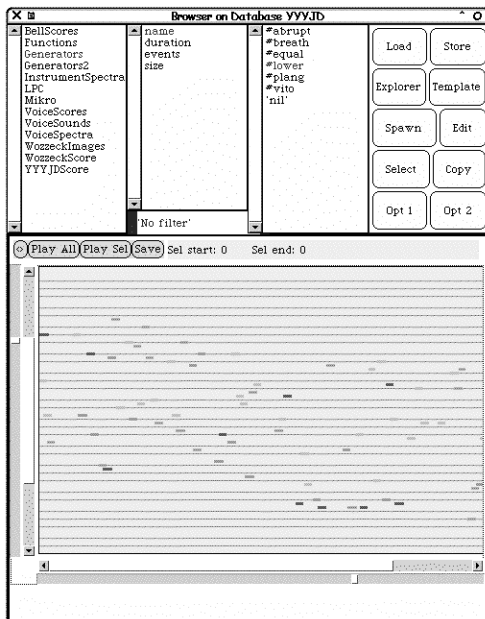 Browser on Database YYYJD
BellScores
Functions
Generators
Generators2
InstrumentSpectra
LPC
Mikro
VoiceScores
VoiceSounds
VoiceSpectra
WozzeckImages
WozzeckScore
YYYJDScore
name
duration
events
size
'No filter'
#abrupt
#breath
#equal
#lower
#plang
#vito
'nil'
Load Store
Explorer Template
Spawn Edit
Select Copy
Opt 1 Opt 2
<> Play All Play Sel Save Sel start: 0 Sel end: 0